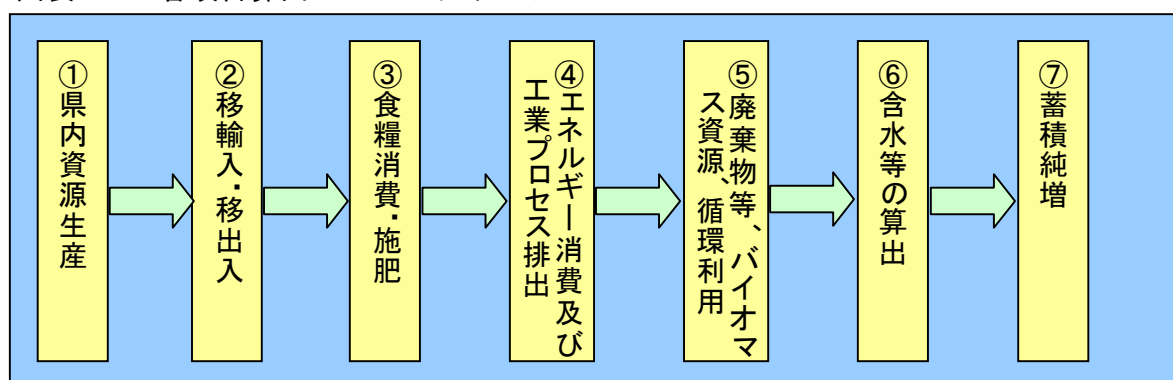 ①県内資源生産
②移輸入・移出入
③食糧消費・施肥
④エネルギー消費及び
工業プロセス排出
⑤廃棄物等、バイオマ
ス資源、循環利用
⑥含水等の算出
⑦蓄積純増